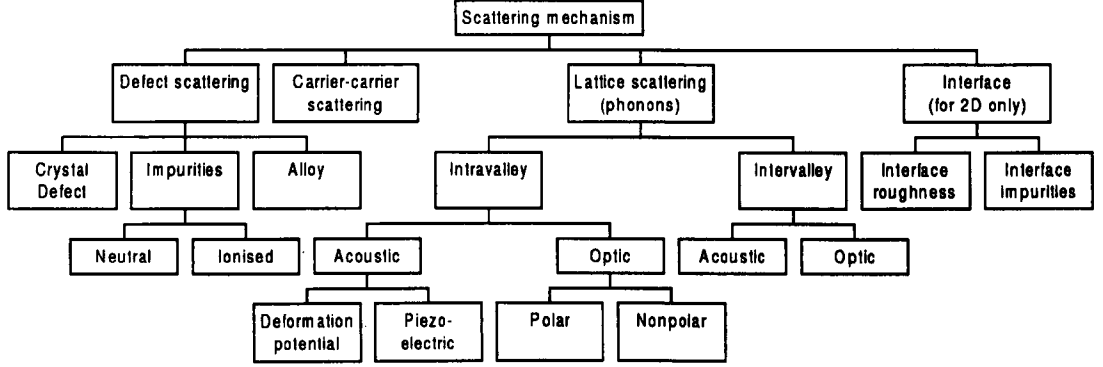 Scattering mechanism
Defect scattering
Carrier-carrier
scattering
Lattice scattering
(phonons)
Interface
(for 2D only)
Crystal
Defect
Impurities
Alloy
Intravalley
Intervalley
Interface
roughness
Interface
impurities
Neutral
Ionised
Acoustic
Optic
Acoustic
Optic
Deformation
potential
Piezo-
electric
Polar
Nonpolar